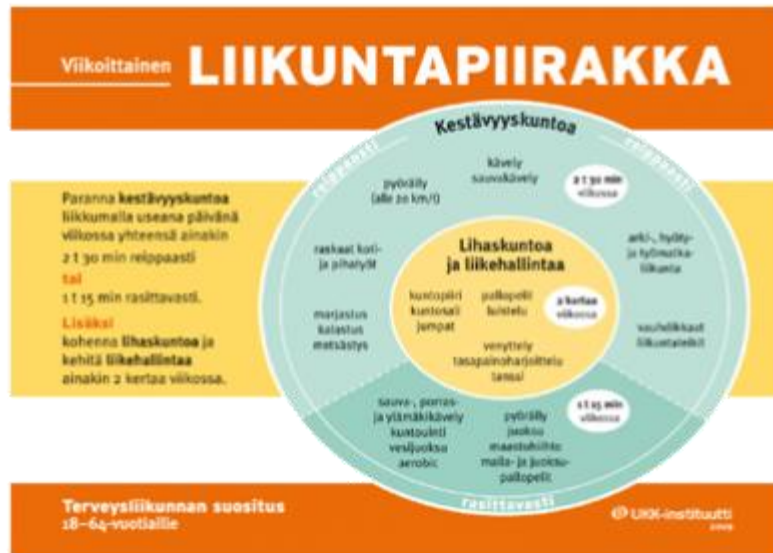 Viikoittainen LIIKUNTAPIIRAKKA
Paranna kestävyyskuntoa
liikkumalla useana päivänä
viikossa yhteensä ainakin
2 t 30 min reippaasti
tai
1 t 15 min rasittavasti.
Lisäksi
kohenna lihaskuntoa ja
kehitä liikehallintaa
ainakin 2 kertaa viikossa.
Kestävyyskuntoa
reippaasti
reippaasti
kävely
sauvakävely
2 t 30 min
viikossa
pyöräily
(alle 20 km/t)
raskaat koti-
ja pihatyöt
arki-, hyöty-
ja työmatka-
liikunta
marjastus
kalastus
metsästys
vauhdikkaat
liikuntaleikit
Lihaskuntoa
ja liikehallintaa
kuntopiiri
kuntosali
jumpat
pallopelit
luistelu
2 kertaa
viikossa
venyttely
tasapainoharjoittelu
tanssi
sauva-, porras-
ja ylämäkikävely
kuntouinti
vesijuoksu
aerobic
pyöräily
juoksu
maastohiihto
maila- ja juoksu-
pallopelit
1 t 15 min
viikossa
rasittavasti
Terveysliikunnan suositus
18–64-vuotiaille
UKK-instituutti